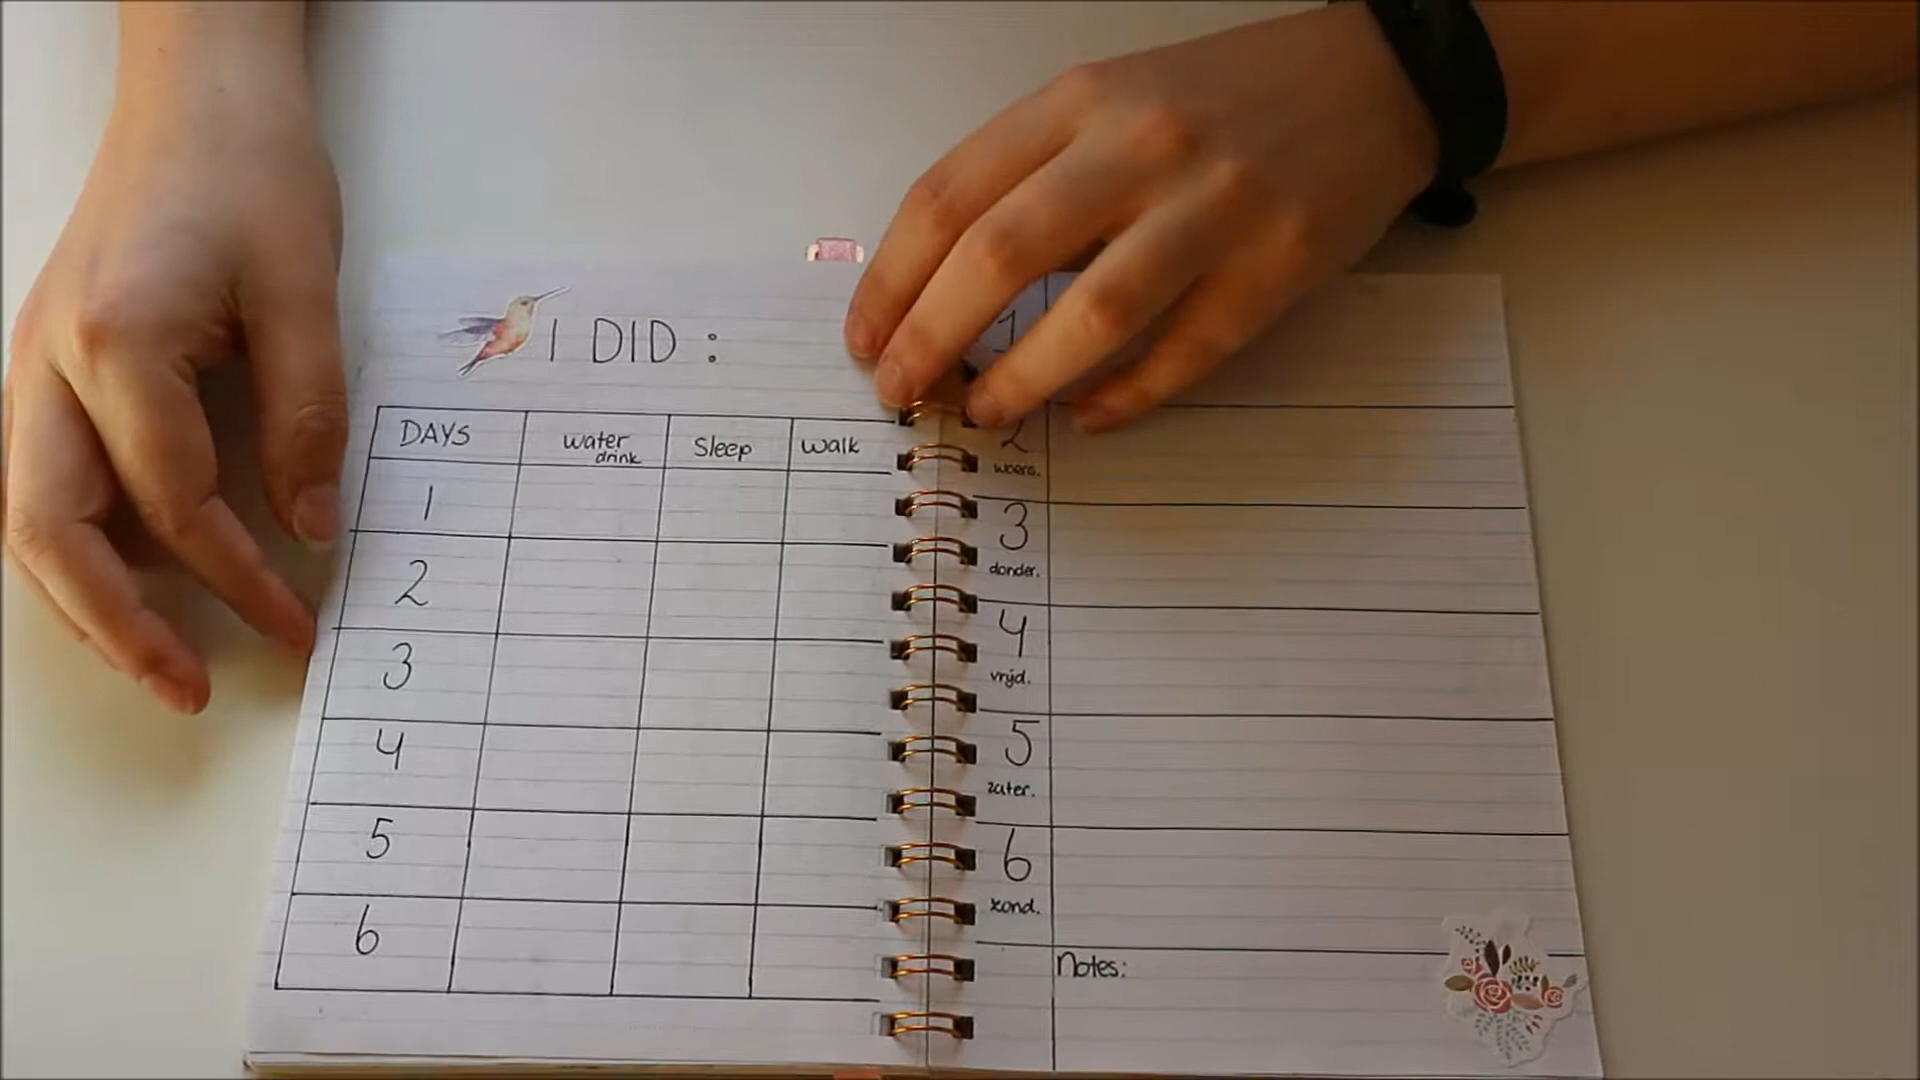 I DID :
DAYS water drink Sleep walk
1
2
3
4
5
6
1
2
woens.
3
donder.
4
vrijd.
5
zater.
6
zond.
Notes: